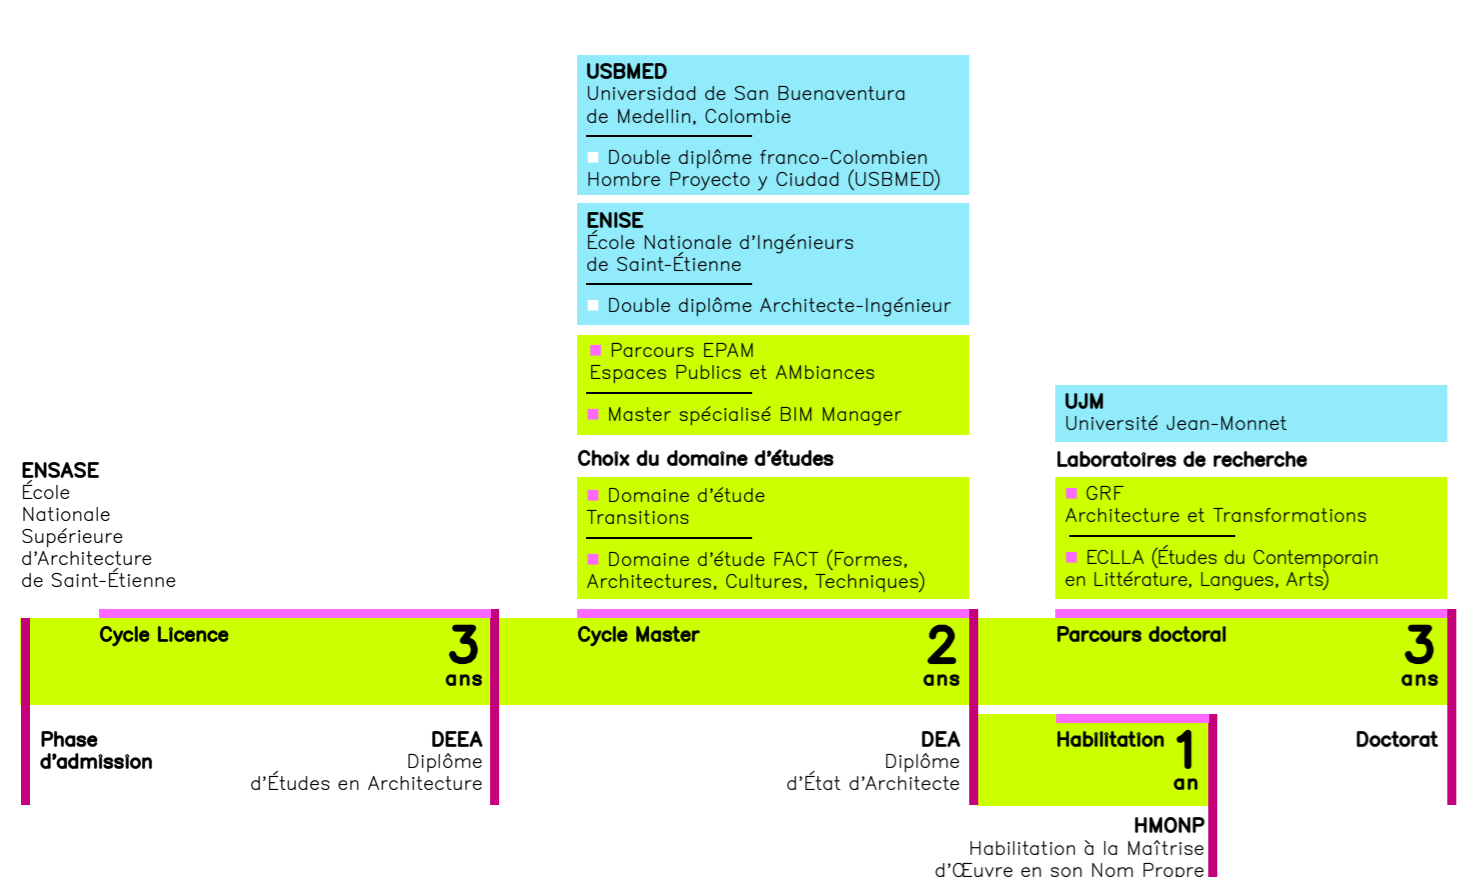 USBMED
Universidad de San Buenaventura
de Medellin, Colombie
Double diplôme franco-Colombien
Hombre Proyecto y Ciudad (USBMED)
ENISE
École Nationale d'Ingénieurs
de Saint-Étienne
Double diplôme Architecte-Ingénieur
Parcours EPAM
Espaces Publics et AMbiances
Master spécialisé BIM Manager
Choix du domaine d'études
Domaine d'étude
Transitions
Domaine d'étude FACT (Formes,
Architectures, Cultures, Techniques)
UJM
Université Jean-Monnet
Laboratoires de recherche
GRF
Architecture et Transformations
ECLLA (Études du Contemporain
en Littérature, Langues, Arts)
ENSASE
École
Nationale
Supérieure
d'Architecture
de Saint-Étienne
Cycle Licence
3
ans
Cycle Master
2
ans
Parcours doctoral
3
ans
Phase
d'admission
DEEA
Diplôme
d'Études en Architecture
DEA
Diplôme
d'État d'Architecte
Habilitation
1
an
Doctorat
HMONP
Habilitation à la Maîtrise
d'Œuvre en son Nom Propre